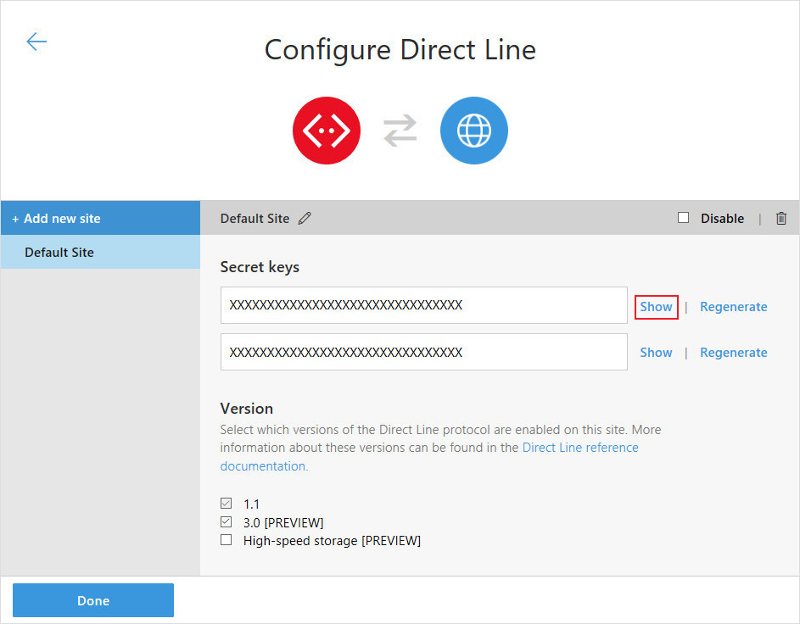 Configure Direct Line
+ Add new site
Default Site
Default Site
Disable |
Secret keys
XXXXXXXXXXXXXXXXXXXXXXXXXXXXXXX
Show | Regenerate
XXXXXXXXXXXXXXXXXXXXXXXXXXXXXXX
Show | Regenerate
Version
Select which versions of the Direct Line protocol are enabled on this site. More
information about these versions can be found in the Direct Line reference
documentation.
1.1
3.0 [PREVIEW]
High-speed storage [PREVIEW]
Done